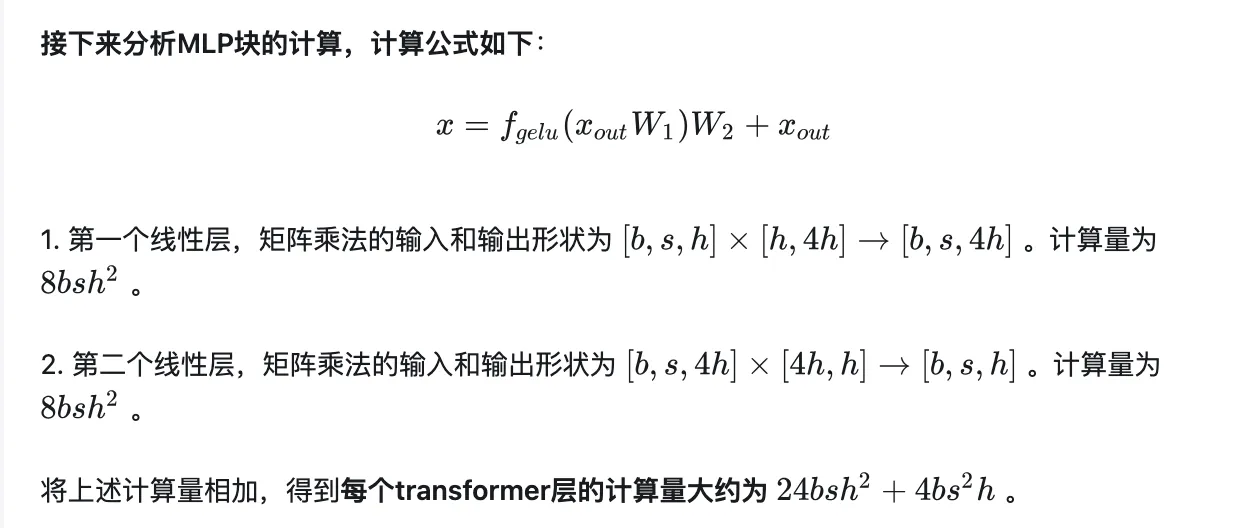 接下来分析MLP块的计算，计算公式如下：
$x = f_{gelu}(x_{out}W_1)W_2 + x_{out}$
1. 第一个线性层，矩阵乘法的输入和输出形状为 $[b, s, h] \times [h, 4h] \rightarrow [b, s, 4h]$ 。计算量为
$8bsh^2$ 。
2. 第二个线性层，矩阵乘法的输入和输出形状为 $[b, s, 4h] \times [4h, h] \rightarrow [b, s, h]$ 。计算量为
$8bsh^2$ 。
将上述计算量相加，得到每个transformer层的计算量大约为 $24bsh^2 + 4bs^2h$ 。